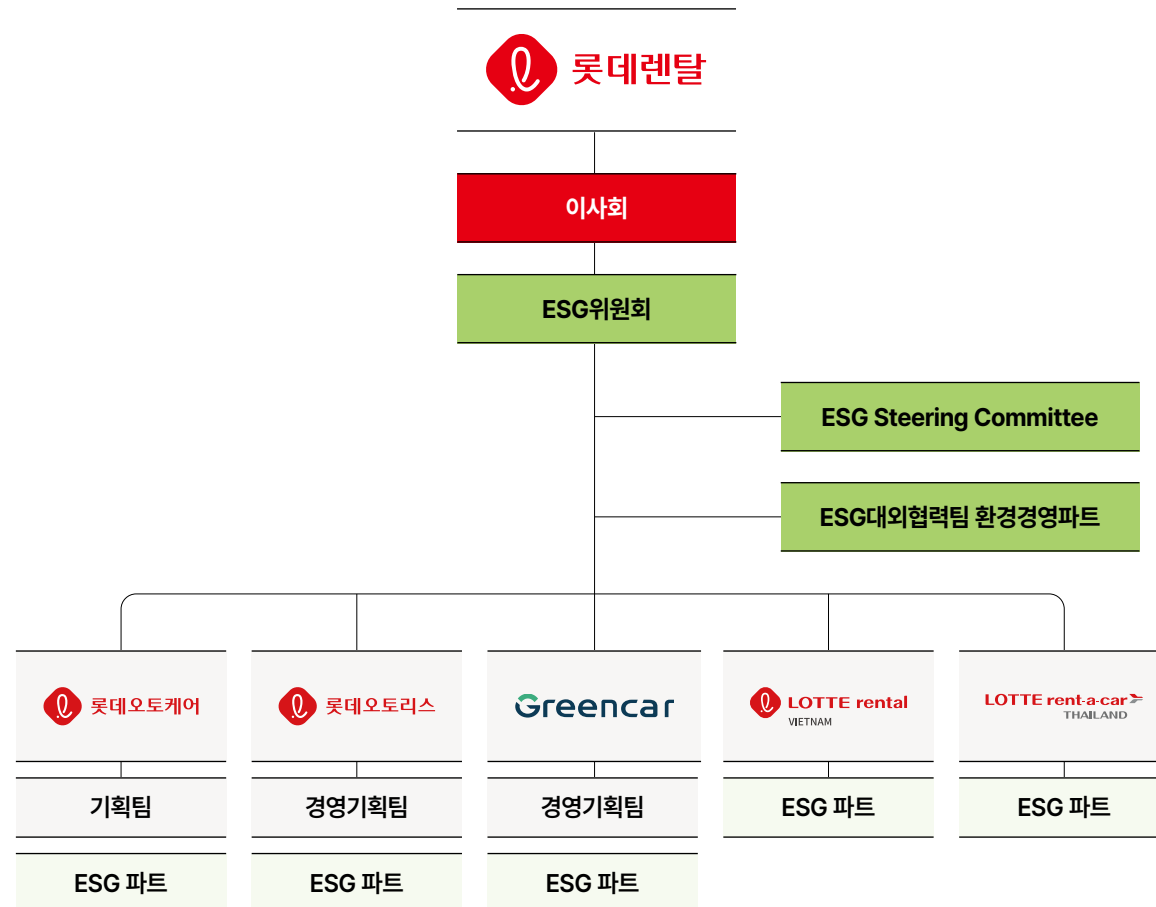 롯데렌탈
이사회
ESG위원회
ESG Steering Committee
ESG대외협력팀 환경경영파트
롯데오토케어
롯데오토리스
Greencar
LOTTE rental
VIETNAM
LOTTE rent-a-car
THAILAND
기획팀
경영기획팀
경영기획팀
ESG 파트
ESG 파트
ESG 파트
ESG 파트
ESG 파트